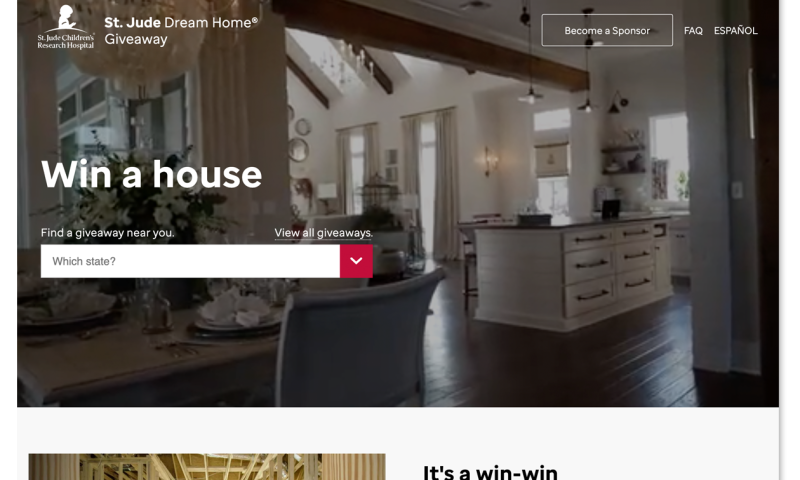 St. Jude Children's
Research Hospital
St. Jude Dream Home®
Giveaway
Become a Sponsor
FAQ
ESPAÑOL
Win a house
Find a giveaway near you.
View all giveaways.
Which state?
It's a win-win